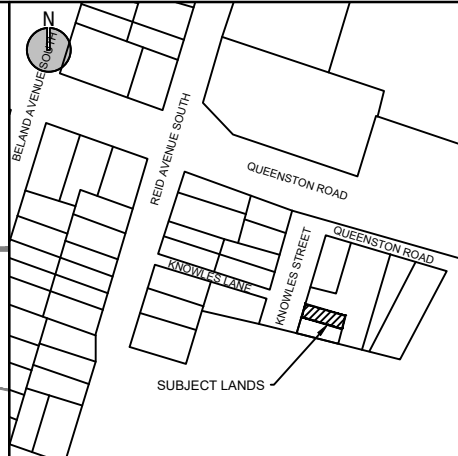 N
BELAND AVENUE SOUTH
REID AVENUE SOUTH
QUEENSTON ROAD
QUEENSTON ROAD
KNOWLES STREET
KNOWLES LANE
SUBJECT LANDS